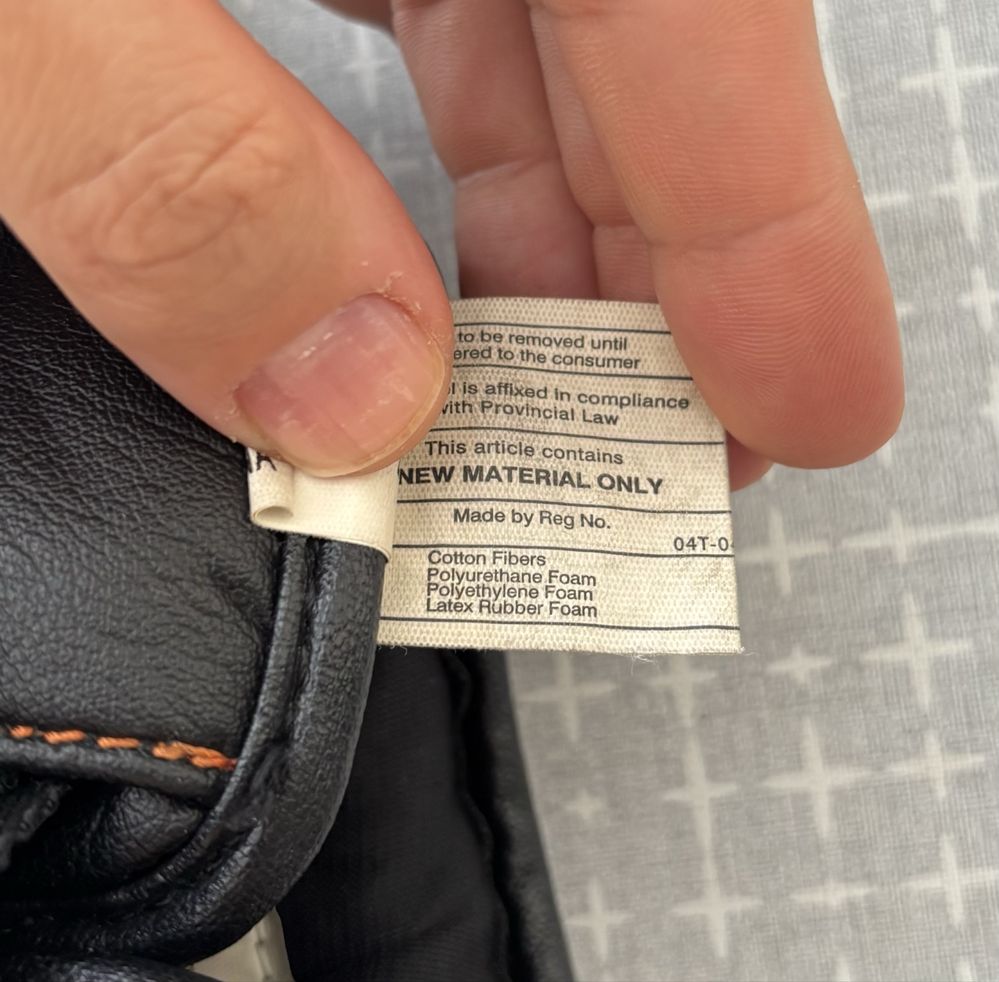 to be removed until
ered to the consumer
l is affixed in compliance
with Provincial Law
This article contains
NEW MATERIAL ONLY
Made by Reg No.
04T-0
Cotton Fibers
Polyurethane Foam
Polyethylene Foam
Latex Rubber Foam